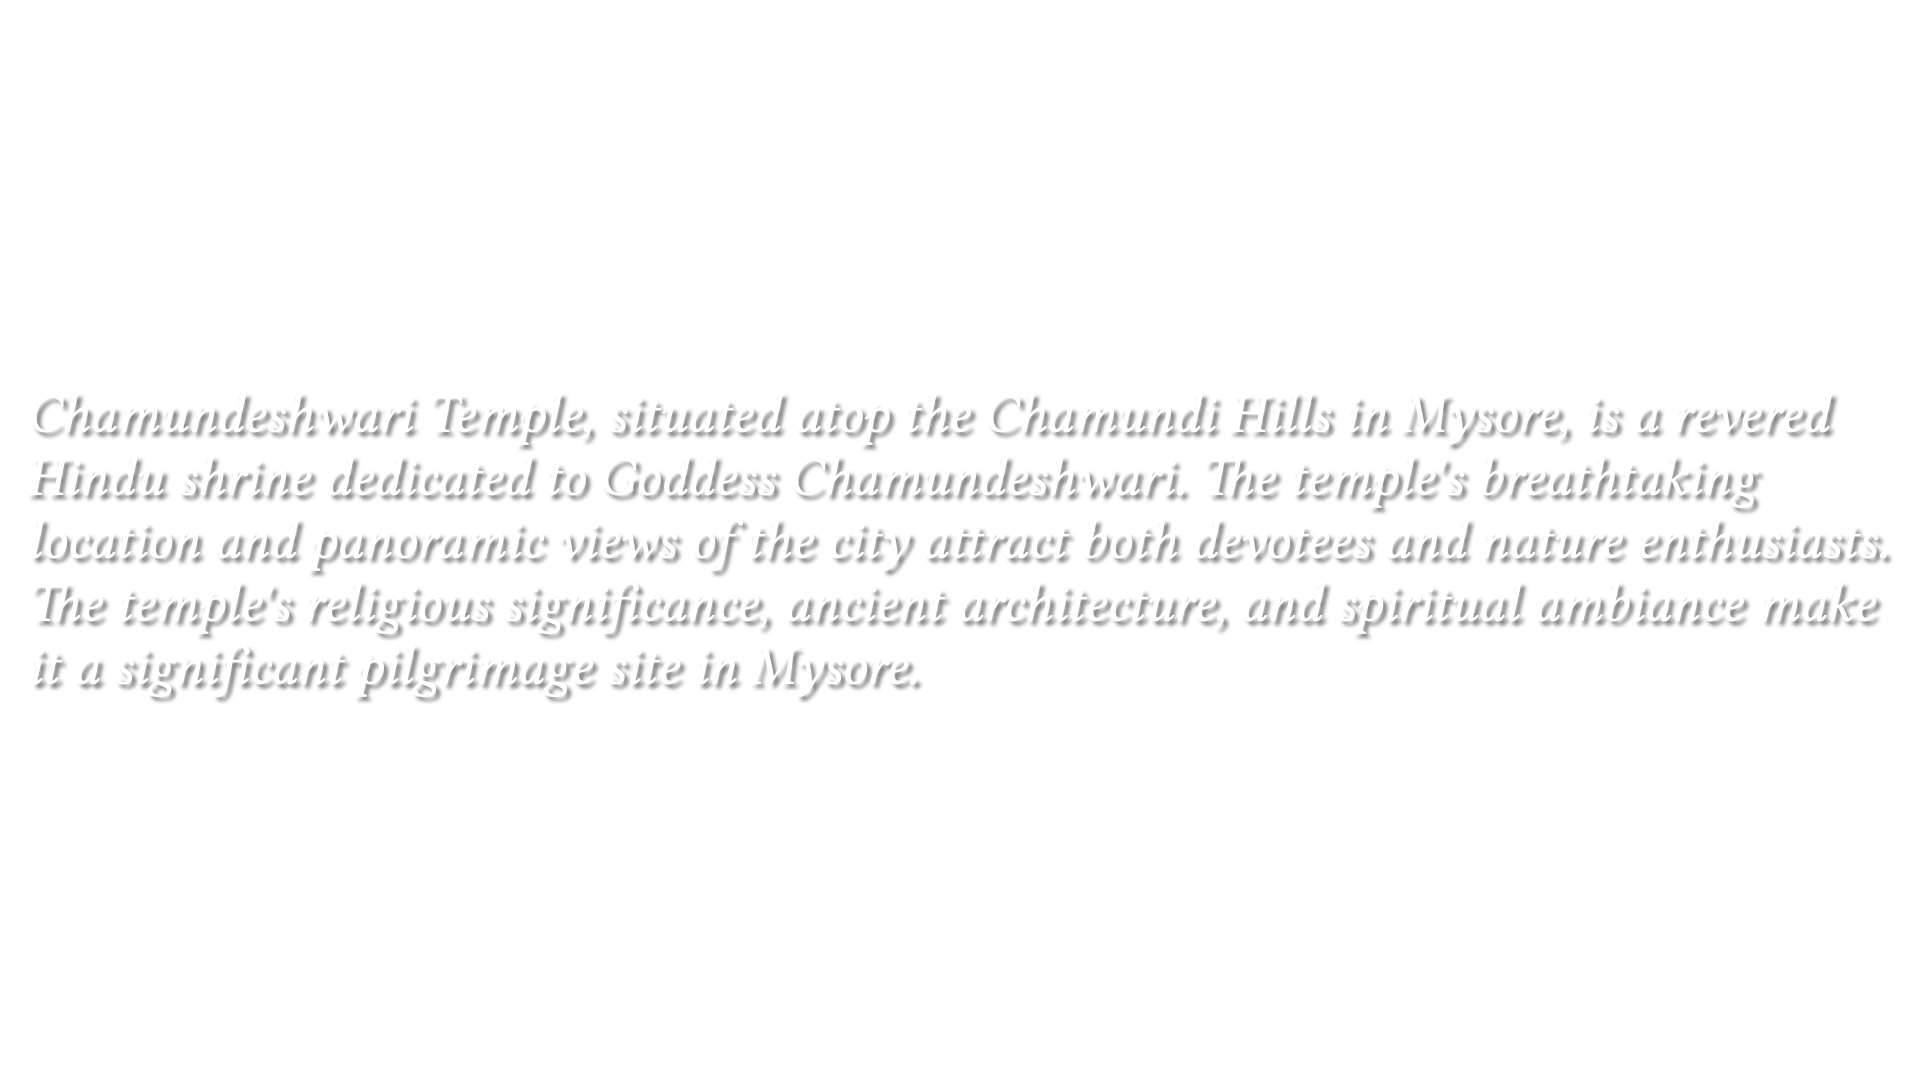 Chamundeshwari Temple, situated atop the Chamundi Hills in Mysore, is a revered
Hindu shrine dedicated to Goddess Chamundeshwari. The temple's breathtaking
location and panoramic views of the city attract both devotees and nature enthusiasts.
The temple's religious significance, ancient architecture, and spiritual ambiance make
it a significant pilgrimage site in Mysore.